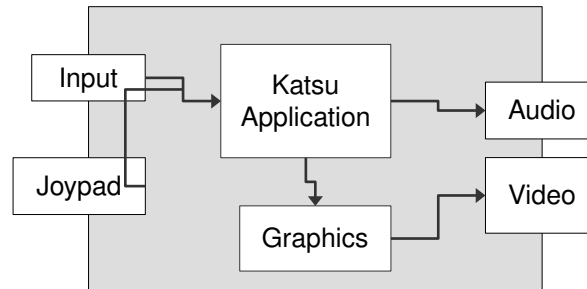 Input
Katsu
Application
Audio
Joypad
Video
Graphics